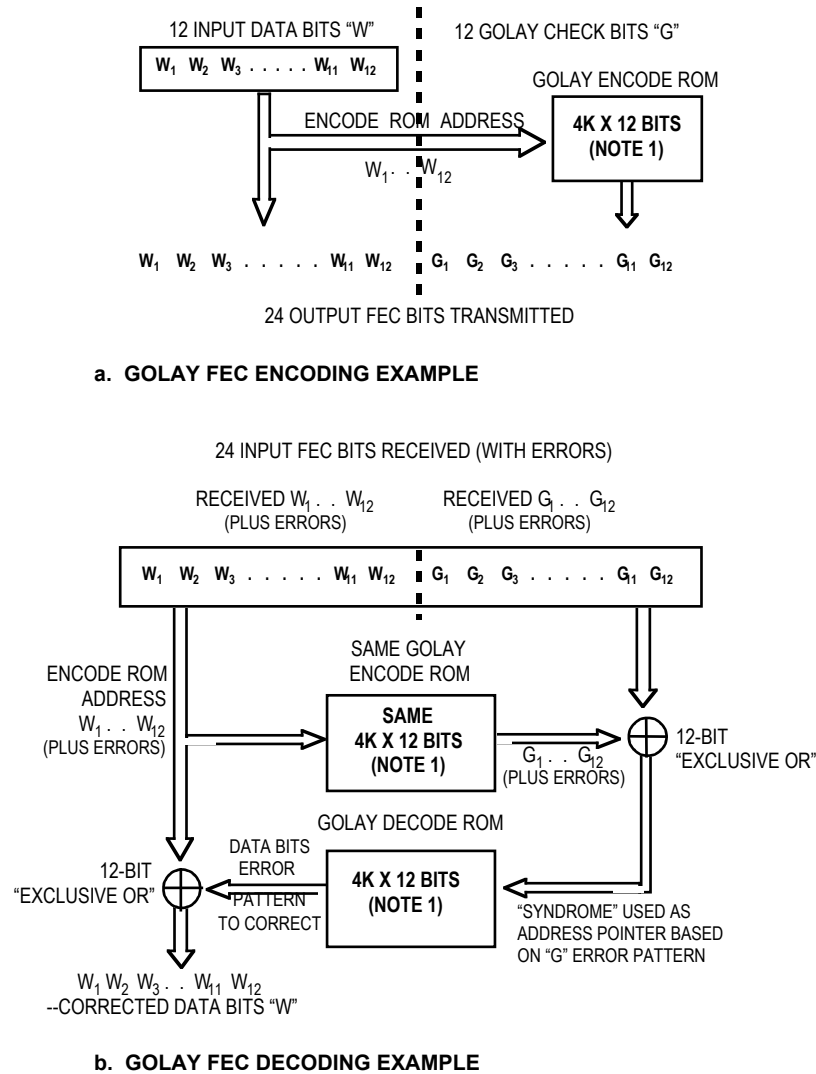 12 INPUT DATA BITS “W”
12 GOLAY CHECK BITS “G”
W1 W2 W3 . . . . . W11 W12
GOLAY ENCODE ROM
ENCODE ROM ADDRESS
4K X 12 BITS
(NOTE 1)
W1 . . W12
W1 W2 W3 . . . . . W11 W12 G1 G2 G3 . . . . . G11 G12
24 OUTPUT FEC BITS TRANSMITTED
a. GOLAY FEC ENCODING EXAMPLE
24 INPUT FEC BITS RECEIVED (WITH ERRORS)
RECEIVED W1 . . W12
(PLUS ERRORS)
RECEIVED G1 . . G12
(PLUS ERRORS)
W1 W2 W3 . . . . . W11 W12 G1 G2 G3 . . . . . G11 G12
SAME GOLAY
ENCODE ROM
ENCODE ROM
ADDRESS
W1 . . W12
(PLUS ERRORS)
SAME
4K X 12 BITS
(NOTE 1)
G1 . . G12
(PLUS ERRORS)
12-BIT
“EXCLUSIVE OR”
GOLAY DECODE ROM
12-BIT
“EXCLUSIVE OR”
DATA BITS
ERROR
PATTERN
TO CORRECT
4K X 12 BITS
(NOTE 1)
“SYNDROME” USED AS
ADDRESS POINTER BASED
ON “G” ERROR PATTERN
W1 W2 W3 . . W11 W12
--CORRECTED DATA BITS “W”
b. GOLAY FEC DECODING EXAMPLE